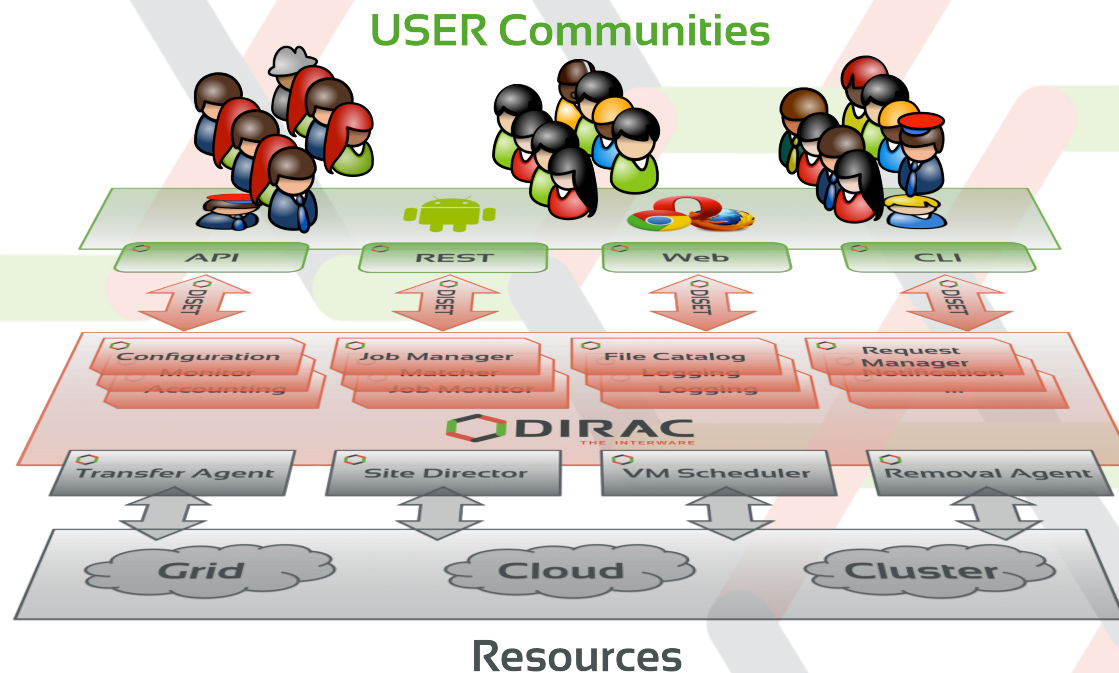 USER Communities
API
REST
Web
CLI
DISET
DISET
DISET
DISET
Configuration
Monitor
Accounting
Job Manager
Matcher
Job Monitor
File Catalog
Logging
Logging
Request
Manager
Notification
...
DIRAC
THE INTERWARE
Transfer Agent
Site Director
VM Scheduler
Removal Agent
Grid
Cloud
Cluster
Resources